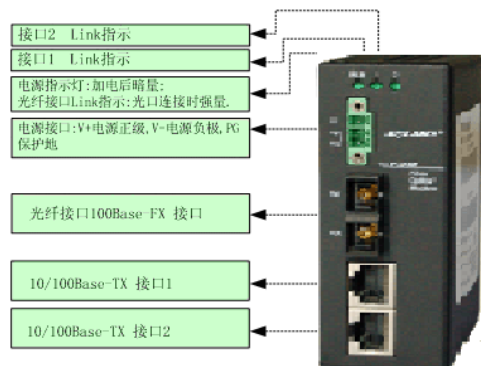 接口2 Link指示
接口1 Link指示
电源指示灯:加电后暗量;
光纤接口Link指示:光口连接时强量.
电源接口:V+电源正级,V-电源负极,PG
保护地
光纤接口100Base-FX 接口
10/100Base-TX 接口1
10/100Base-TX 接口2